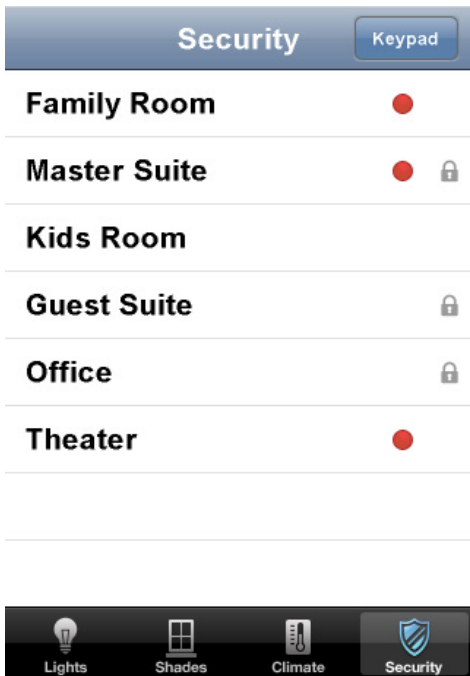 Security Keypad
Family Room
Master Suite
Kids Room
Guest Suite
Office
Theater
Lights Shades Climate Security